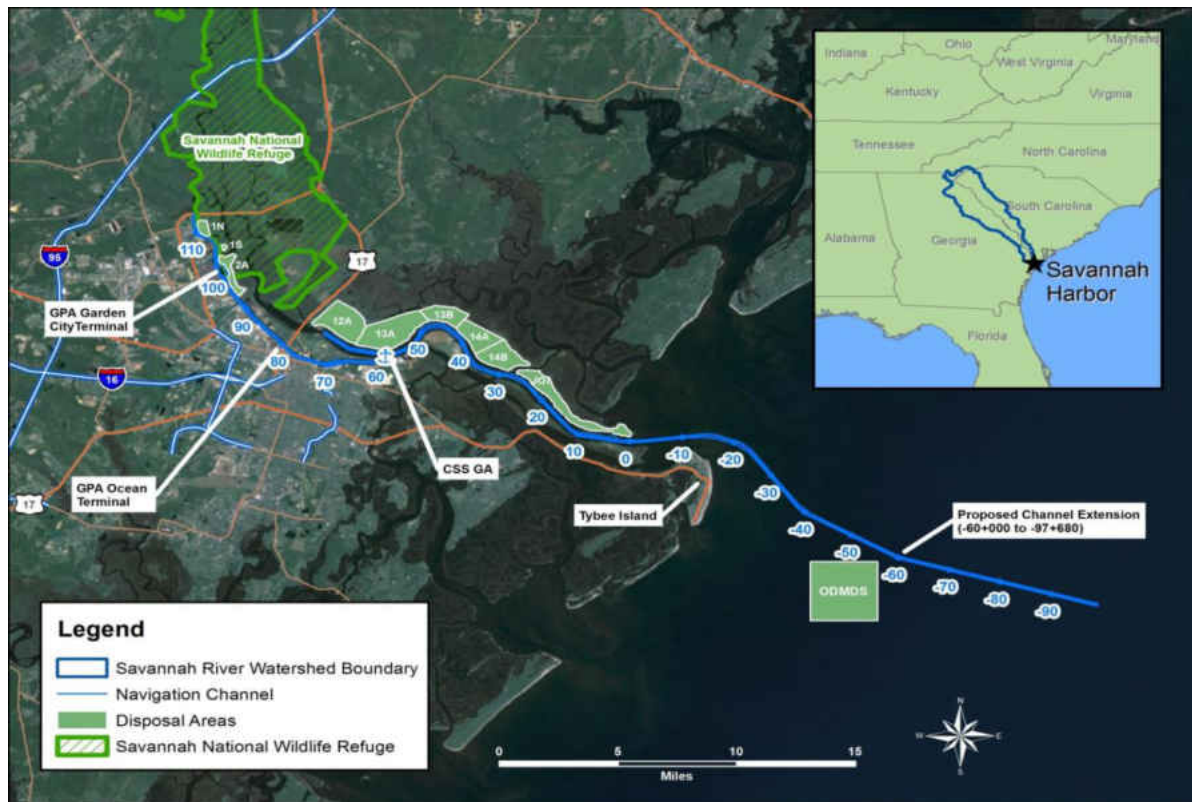 Savannah National
Wildlife Refuge
1N
1S
2A
110
100
90
80
70
60
50
40
30
20
10
0
-10
-20
-30
-40
-50
-60
-70
-80
-90
95
16
17
17
12A
13A
13B
14A
14B
GPA Garden
CityTerminal
GPA Ocean
Terminal
CSS GA
Tybee Island
Proposed Channel Extension
(-60+000 to -97+680)
ODMDS
Indiana
Ohio
Maryland
West Virginia
Kentucky
Virginia
Tennessee
North Carolina
South Carolina
Alabama
Georgia
Savannah
Harbor
Florida
Legend
Savannah River Watershed Boundary
Navigation Channel
Disposal Areas
Savannah National Wildlife Refuge
0 5 10 15
Miles
N
W E
S